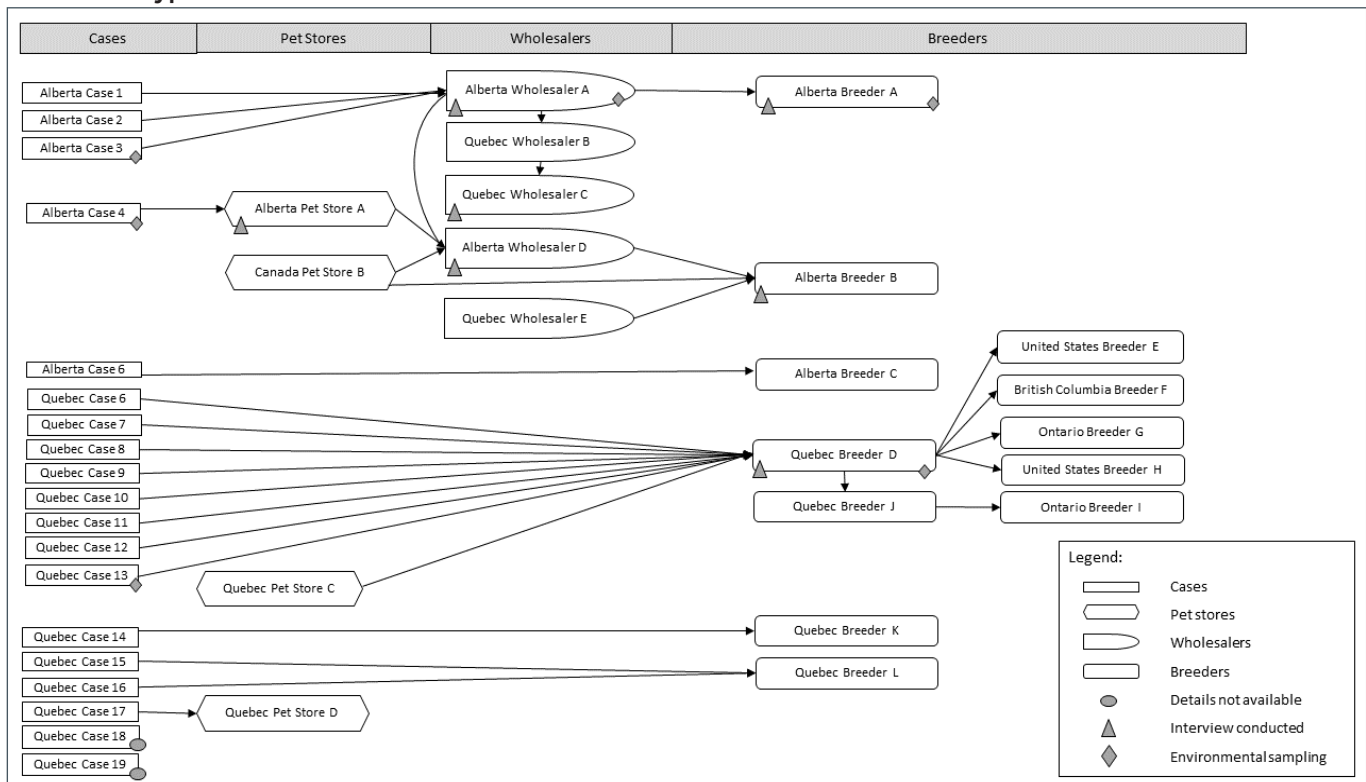 Cases Pet Stores Wholesalers Breeders
Alberta Case 1
Alberta Case 2
Alberta Case 3
Alberta Case 4
Alberta Pet Store A
Canada Pet Store B
Alberta Wholesaler A
Quebec Wholesaler B
Quebec Wholesaler C
Alberta Wholesaler D
Quebec Wholesaler E
Alberta Breeder A
Alberta Breeder B
Alberta Case 6
Quebec Case 6
Quebec Case 7
Quebec Case 8
Quebec Case 9
Quebec Case 10
Quebec Case 11
Quebec Case 12
Quebec Case 13
Quebec Pet Store C
Alberta Breeder C
Quebec Breeder D
Quebec Breeder J
United States Breeder E
British Columbia Breeder F
Ontario Breeder G
United States Breeder H
Ontario Breeder I
Quebec Case 14
Quebec Case 15
Quebec Case 16
Quebec Case 17
Quebec Case 18
Quebec Case 19
Quebec Pet Store D
Quebec Breeder K
Quebec Breeder L
Legend:
Cases
Pet stores
Wholesalers
Breeders
Details not available
Interview conducted
Environmental sampling